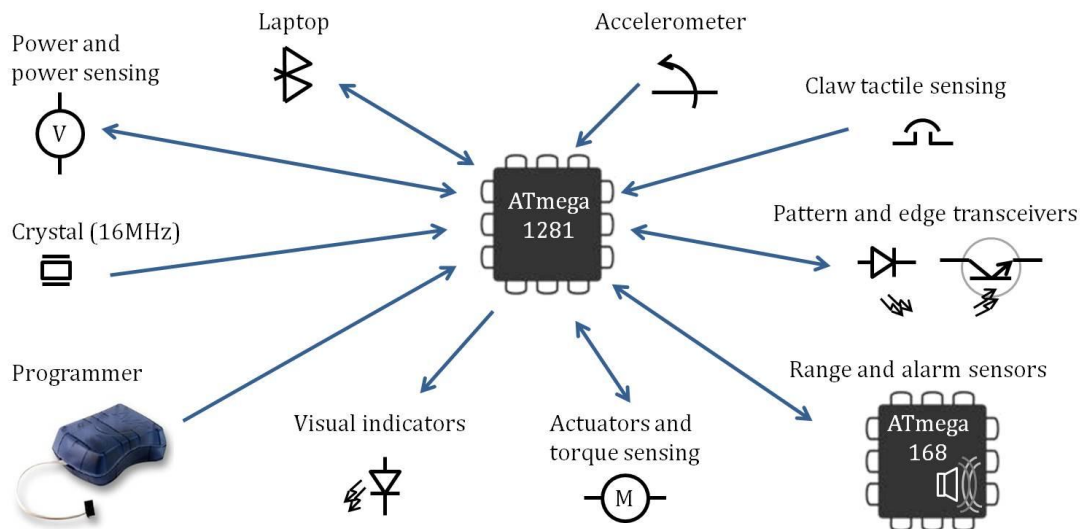 Laptop
Accelerometer
Power and
power sensing
Claw tactile sensing
V
ATmega
1281
Pattern and edge transceivers
Crystal (16MHz)
Programmer
Range and alarm sensors
Visual indicators
Actuators and
torque sensing
M
ATmega
168